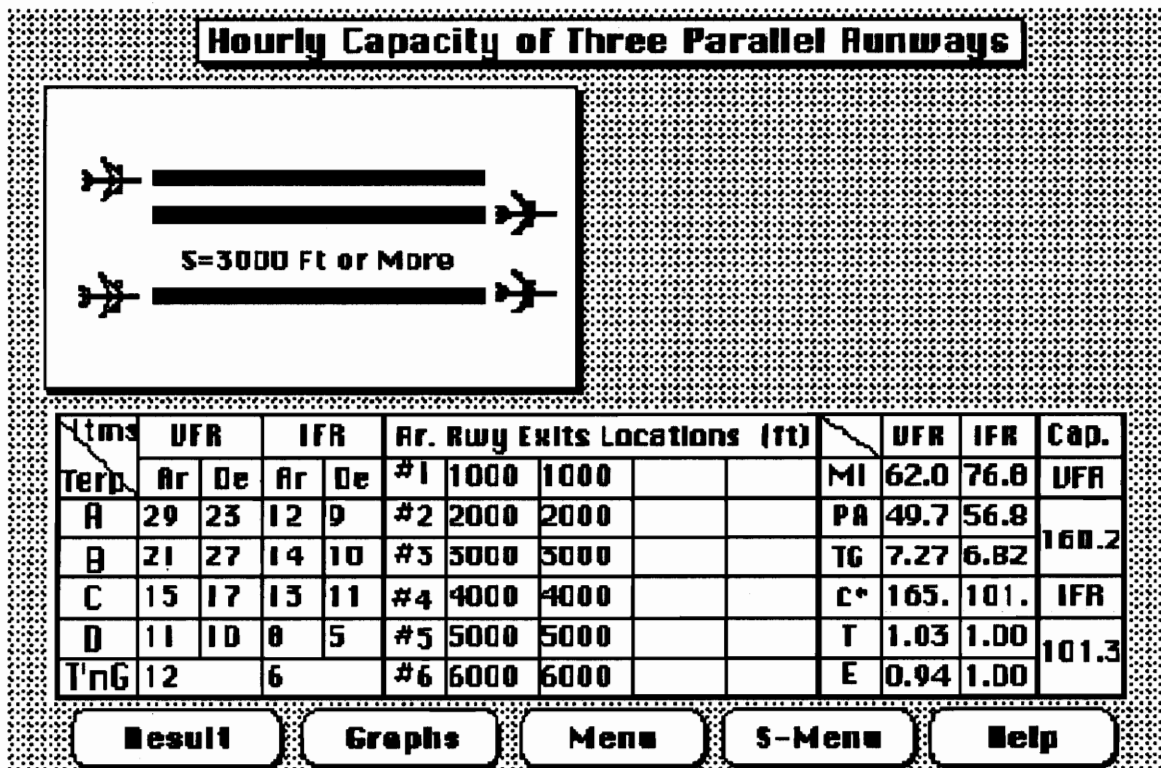 Hourly Capacity of Three Parallel Runways
S=3000 Ft or More
Itms VFR IFR Ar. Rwy Exits Locations (ft) VFR IFR Cap.
Terp. Ar De Ar De #1 1000 1000 MI 62.0 76.8 VFR
A 29 23 12 9 #2 2000 2000 PA 49.7 56.8 160.2
B 21 27 14 10 #3 3000 3000 TG 7.27 6.82
C 15 17 13 11 #4 4000 4000 C* 165. 101. IFR
D 11 10 8 5 #5 5000 5000 T 1.03 1.00 101.3
T'nG 12 6 #6 6000 6000 E 0.94 1.00
Result Graphs Menu S-Menu Help